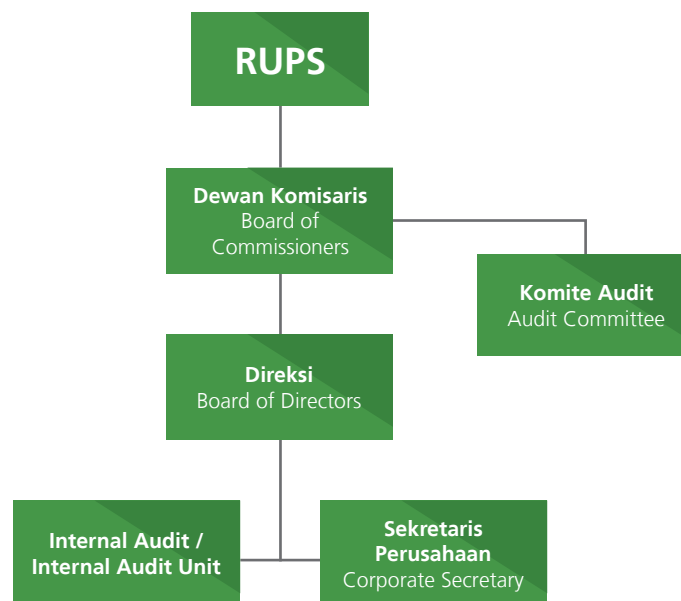 RUPS
Dewan Komisaris
Board of
Commissioners
Komite Audit
Audit Committee
Direksi
Board of Directors
Internal Audit /
Internal Audit Unit
Sekretaris
Perusahaan
Corporate Secretary